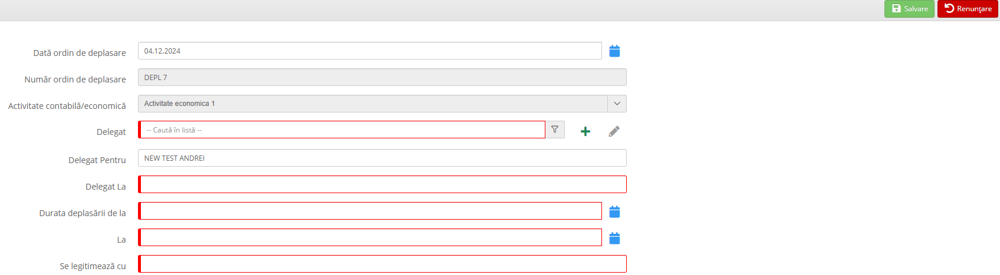 Salvare
Renunțare
Dată ordin de deplasare 04.12.2024
Număr ordin de deplasare DEPL 7
Activitate contabilă/economică Activitate economica 1
Delegat -- Caută în listă --
Delegat Pentru NEW TEST ANDREI
Delegat La
Durata deplasării de la
La
Se legitimează cu